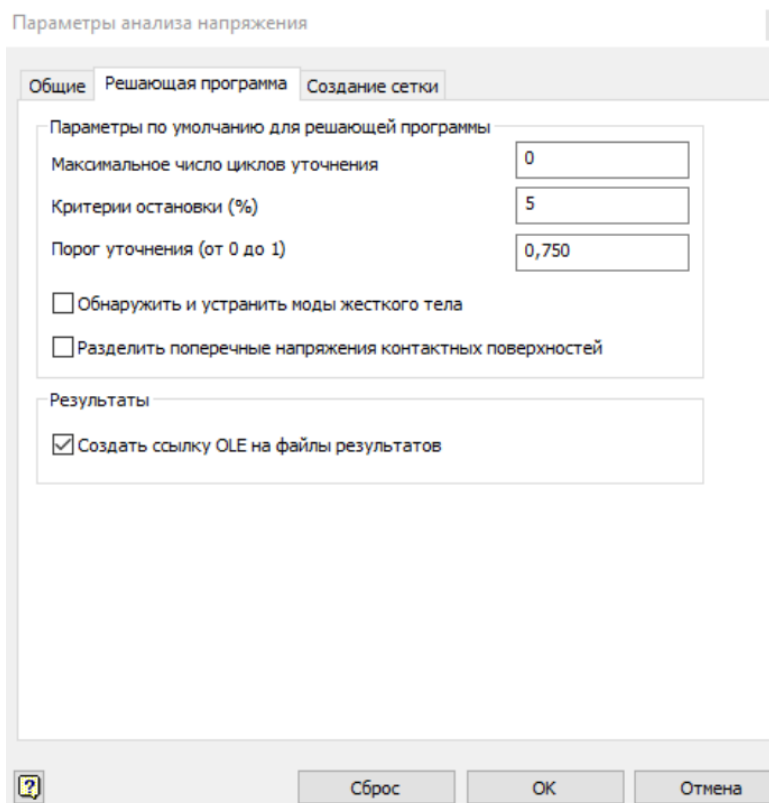 Параметры анализа напряжения
Общие Решающая программа Создание сетки
Параметры по умолчанию для решающей программы
Максимальное число циклов уточнения 0
Критерии остановки (%) 5
Порог уточнения (от 0 до 1) 0,750
Обнаружить и устранить моды жесткого тела
Разделить поперечные напряжения контактных поверхностей
Результаты
Создать ссылку OLE на файлы результатов
? Сброс OK Отмена